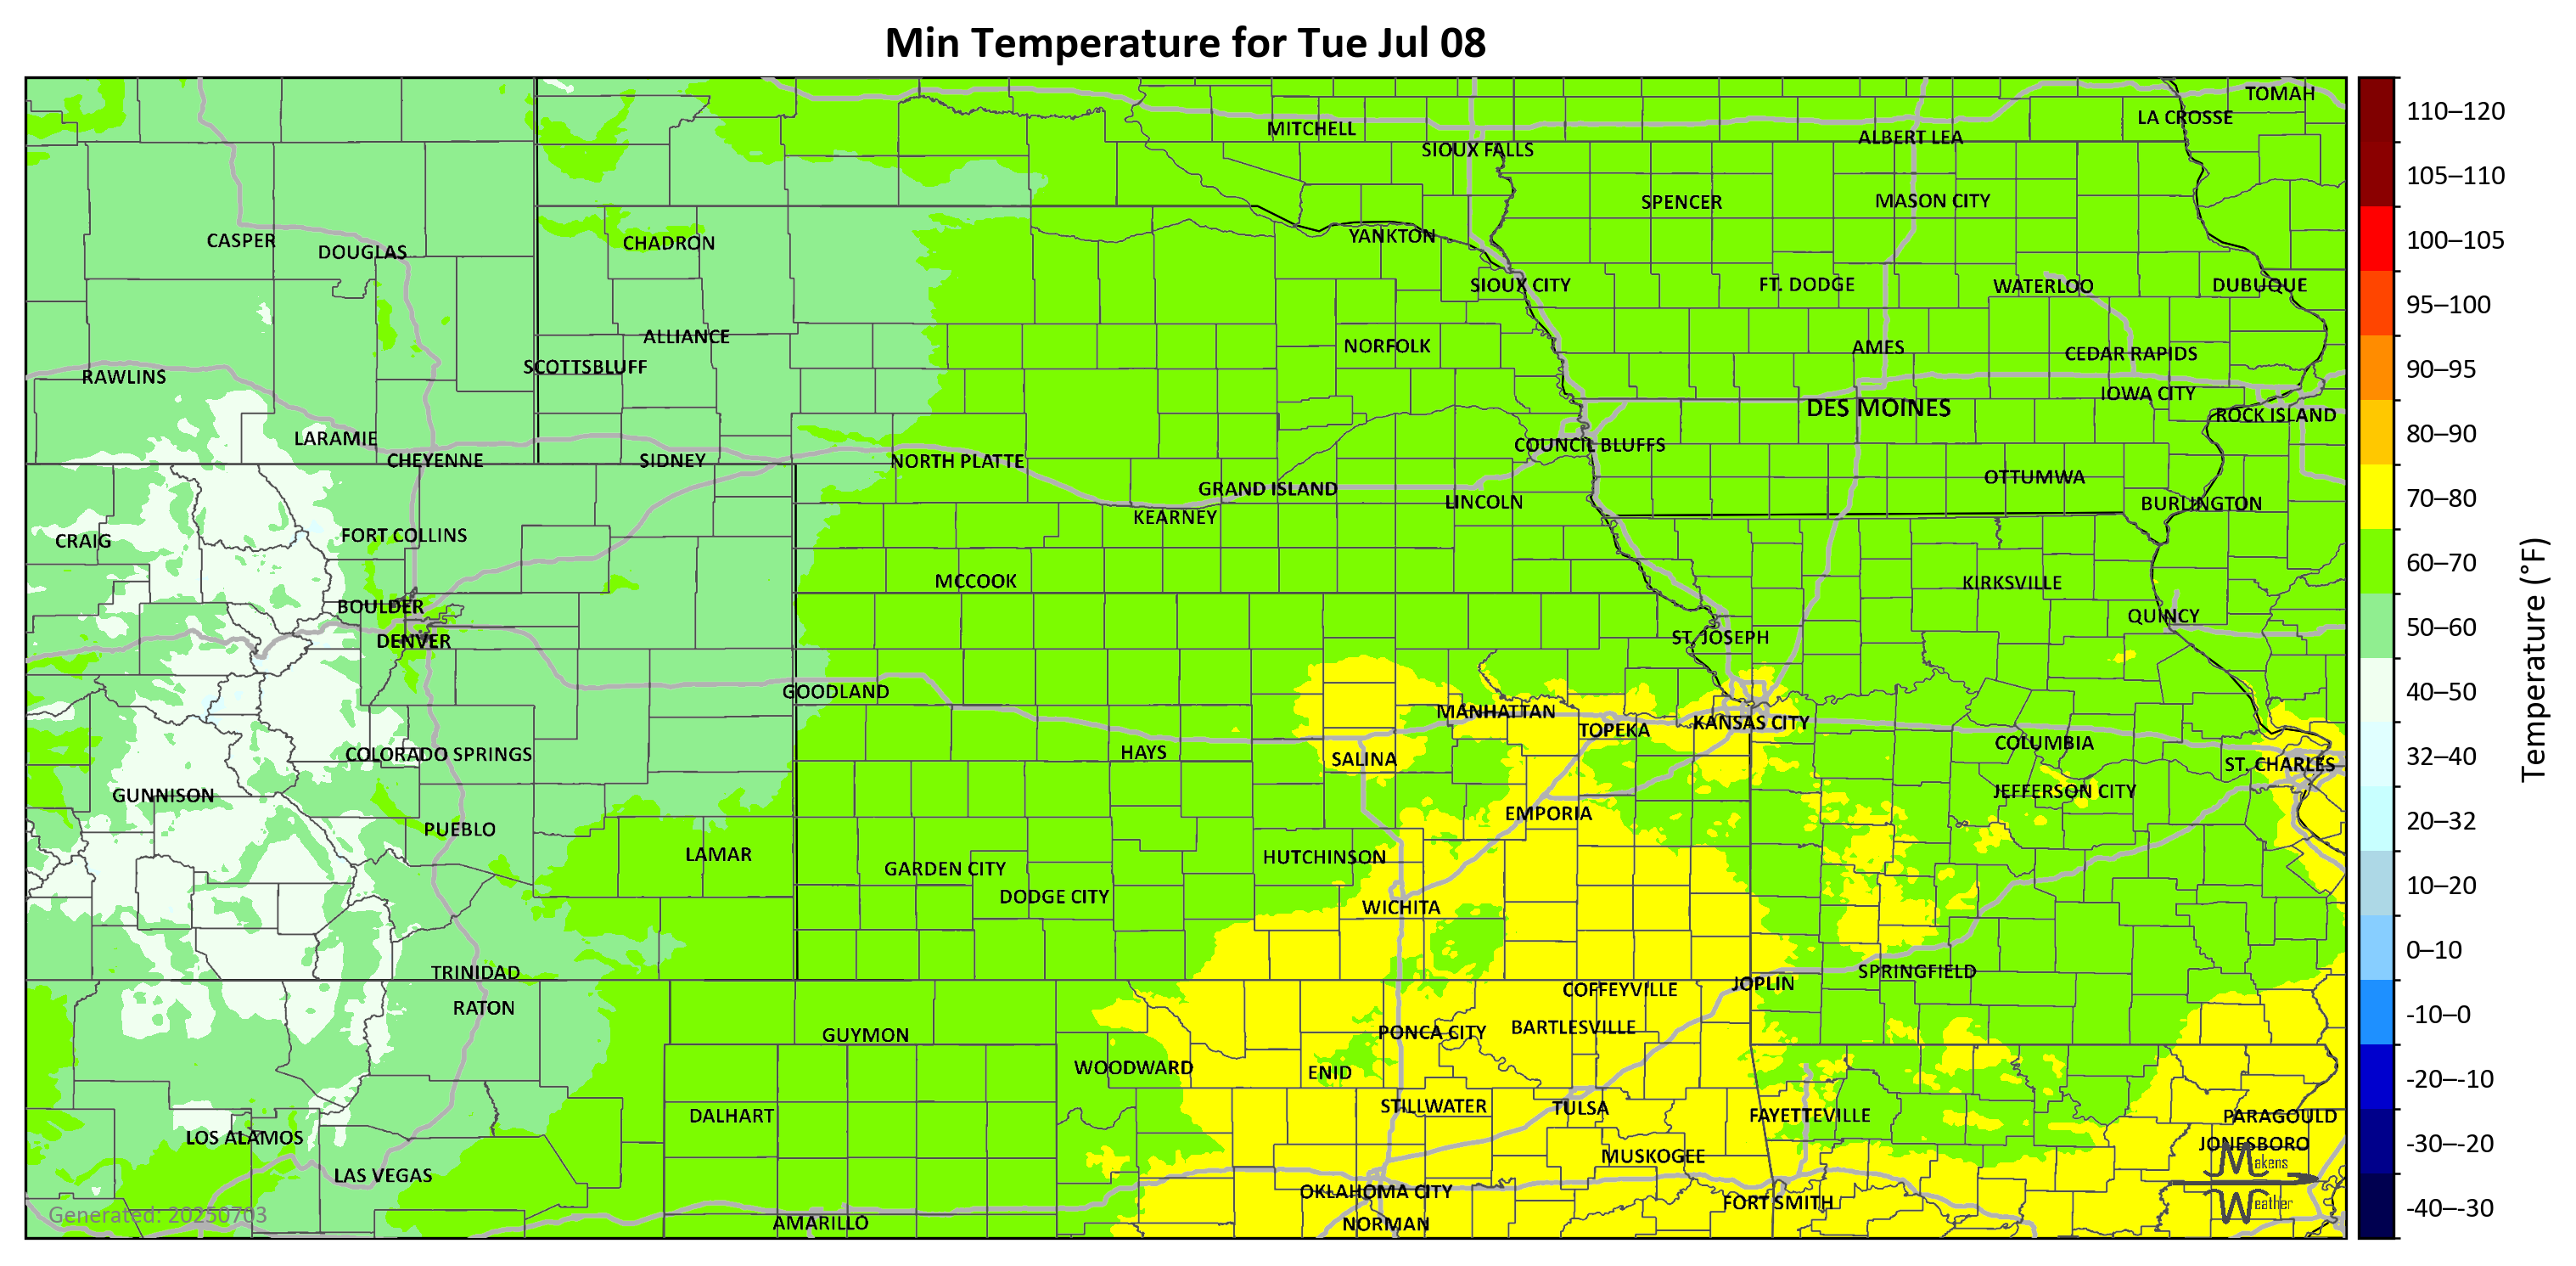 Min Temperature for Tue Jul 08
TOMAH
LA CROSSE
MITCHELL
ALBERT LEA
SIOUX FALLS
SPENCER
MASON CITY
CASPER
DOUGLAS
CHADRON
YANKTON
SIOUX CITY
FT. DODGE
WATERLOO
DUBUQUE
ALLIANCE
NORFOLK
AMES
CEDAR RAPIDS
SCOTTSBLUFF
RAWLINS
IOWA CITY
DES MOINES
ROCK ISLAND
LARAMIE
COUNCIL BLUFFS
CHEYENNE
SIDNEY
NORTH PLATTE
OTTUMWA
GRAND ISLAND
LINCOLN
BURLINGTON
KEARNEY
FORT COLLINS
CRAIG
MCCOOK
KIRKSVILLE
BOULDER
QUINCY
DENVER
ST. JOSEPH
GOODLAND
MANHATTAN
KANSAS CITY
TOPEKA
COLUMBIA
COLORADO SPRINGS
HAYS
SALINA
ST. CHARLES
GUNNISON
JEFFERSON CITY
EMPORIA
PUEBLO
LAMAR
HUTCHINSON
GARDEN CITY
DODGE CITY
WICHITA
TRINIDAD
SPRINGFIELD
JOPLIN
COFFEYVILLE
RATON
BARTLESVILLE
PONCA CITY
GUYMON
WOODWARD
ENID
STILLWATER
TULSA
DALHART
FAYETTEVILLE
PARAGOULD
LOS ALAMOS
JONESBORO
MUSKOGEE
LAS VEGAS
OKLAHOMA CITY
FORT SMITH
AMARILLO
NORMAN
Generated: 20250703
Makens
Weather
110–120
105–110
100–105
95–100
90–95
80–90
70–80
60–70
50–60
40–50
32–40
20–32
10–20
0–10
-10–0
-20–-10
-30–-20
-40–-30
Temperature (°F)